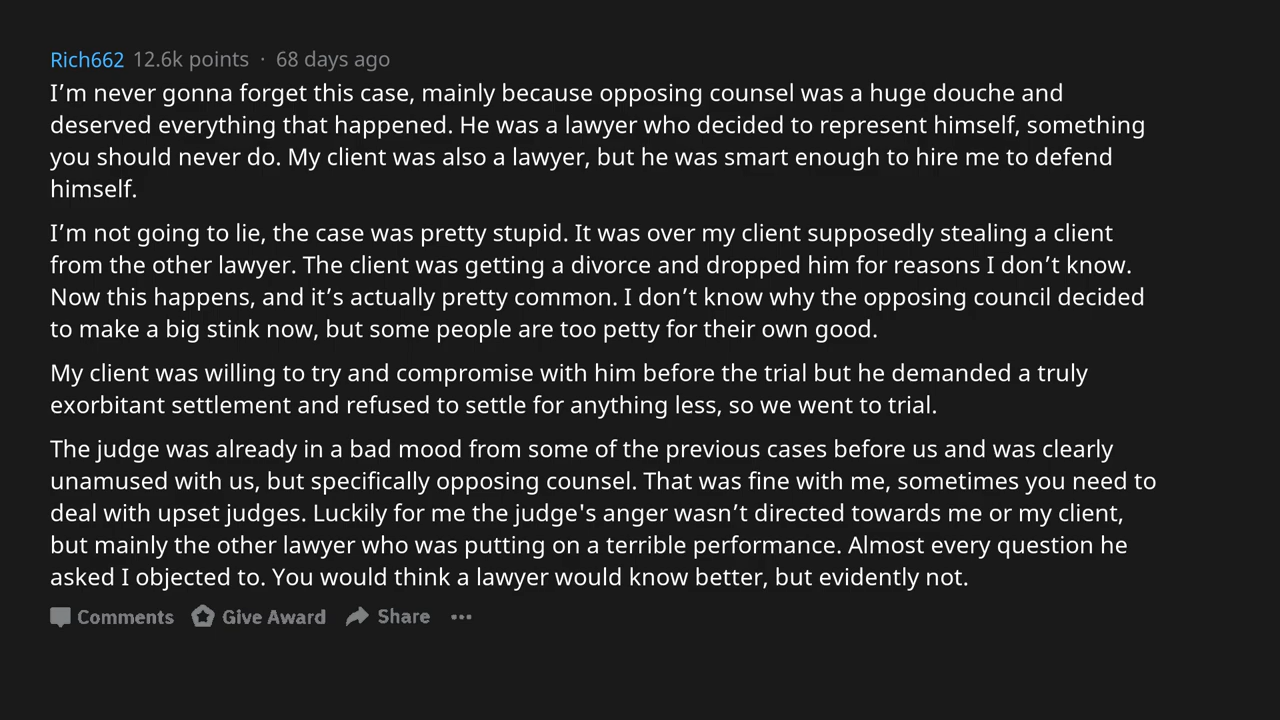 Rich662 12.6k points · 68 days ago
I’m never gonna forget this case, mainly because opposing counsel was a huge douche and
deserved everything that happened. He was a lawyer who decided to represent himself, something
you should never do. My client was also a lawyer, but he was smart enough to hire me to defend
himself.
I’m not going to lie, the case was pretty stupid. It was over my client supposedly stealing a client
from the other lawyer. The client was getting a divorce and dropped him for reasons I don’t know.
Now this happens, and it’s actually pretty common. I don’t know why the opposing council decided
to make a big stink now, but some people are too petty for their own good.
My client was willing to try and compromise with him before the trial but he demanded a truly
exorbitant settlement and refused to settle for anything less, so we went to trial.
The judge was already in a bad mood from some of the previous cases before us and was clearly
unamused with us, but specifically opposing counsel. That was fine with me, sometimes you need to
deal with upset judges. Luckily for me the judge's anger wasn’t directed towards me or my client,
but mainly the other lawyer who was putting on a terrible performance. Almost every question he
asked I objected to. You would think a lawyer would know better, but evidently not.
Comments Give Award Share •••